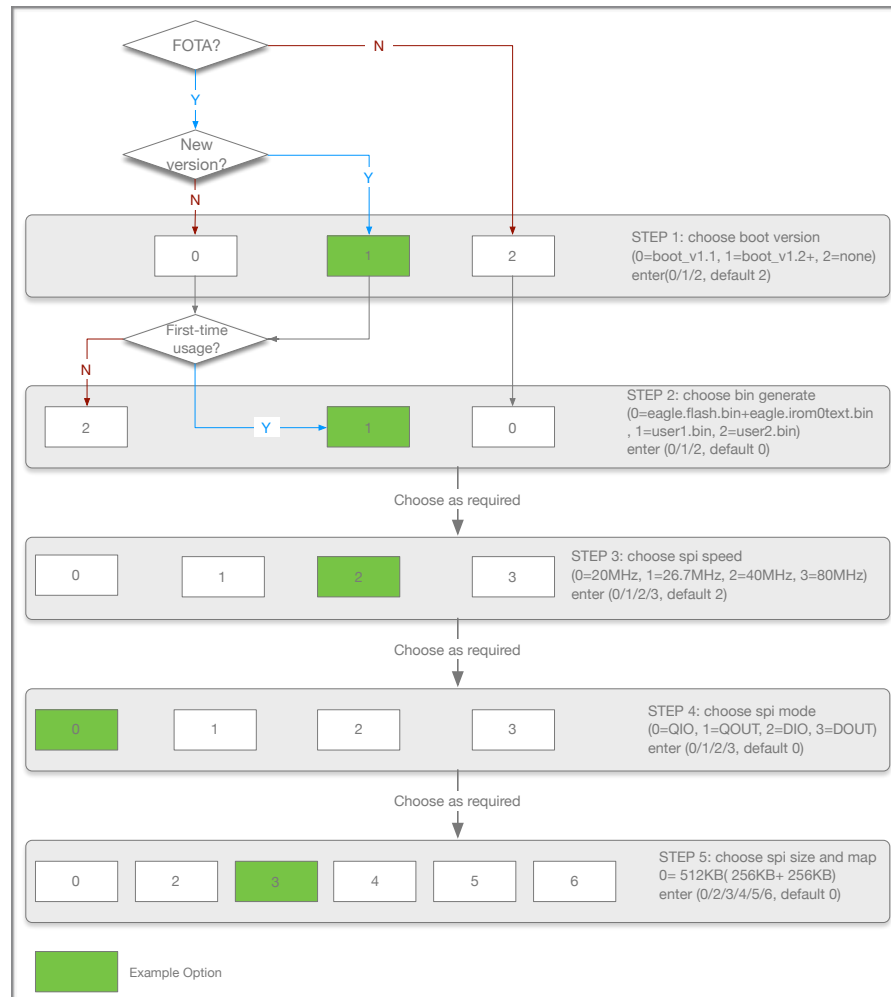 FOTA?
N
Y
New
version?
Y
N
0
1
2
STEP 1: choose boot version
(0=boot_v1.1, 1=boot_v1.2+, 2=none)
enter(0/1/2, default 2)
First-time
usage?
N
Y
2
1
0
STEP 2: choose bin generate
(0=eagle.flash.bin+eagle.irom0text.bin
, 1=user1.bin, 2=user2.bin)
enter (0/1/2, default 0)
Choose as required
0
1
2
3
STEP 3: choose spi speed
(0=20MHz, 1=26.7MHz, 2=40MHz, 3=80MHz)
enter (0/1/2/3, default 2)
Choose as required
0
1
2
3
STEP 4: choose spi mode
(0=QIO, 1=QOUT, 2=DIO, 3=DOUT)
enter (0/1/2/3, default 0)
Choose as required
0
2
3
4
5
6
STEP 5: choose spi size and map
0= 512KB( 256KB+ 256KB)
enter (0/2/3/4/5/6, default 0)
Example Option